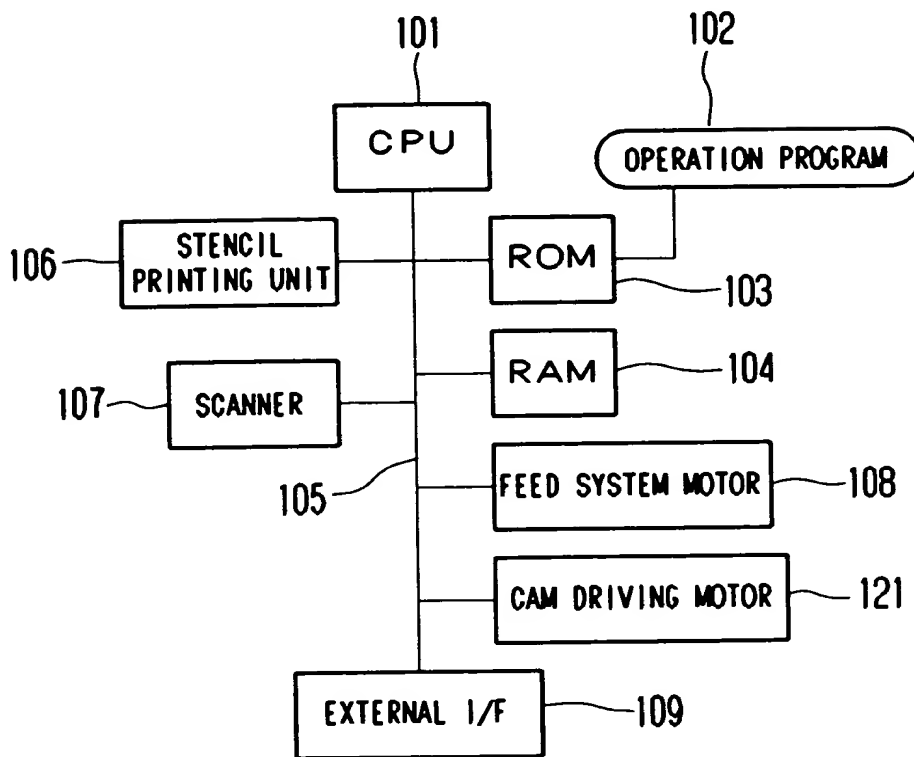 101
102
CPU
OPERATION PROGRAM
106
STENCIL
PRINTING UNIT
ROM
103
107
SCANNER
RAM
104
105
FEED SYSTEM MOTOR
108
CAM DRIVING MOTOR
121
EXTERNAL I/F
109